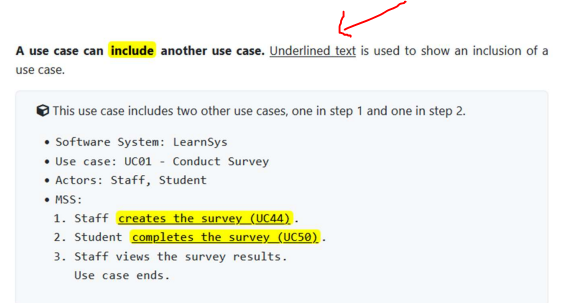 A use case can include another use case. Underlined text is used to show an inclusion of a
use case.
This use case includes two other use cases, one in step 1 and one in step 2.
• Software System: LearnSys
• Use case: UC01 - Conduct Survey
• Actors: Staff, Student
• MSS:
1. Staff creates the survey (UC44).
2. Student completes the survey (UC50).
3. Staff views the survey results.
Use case ends.